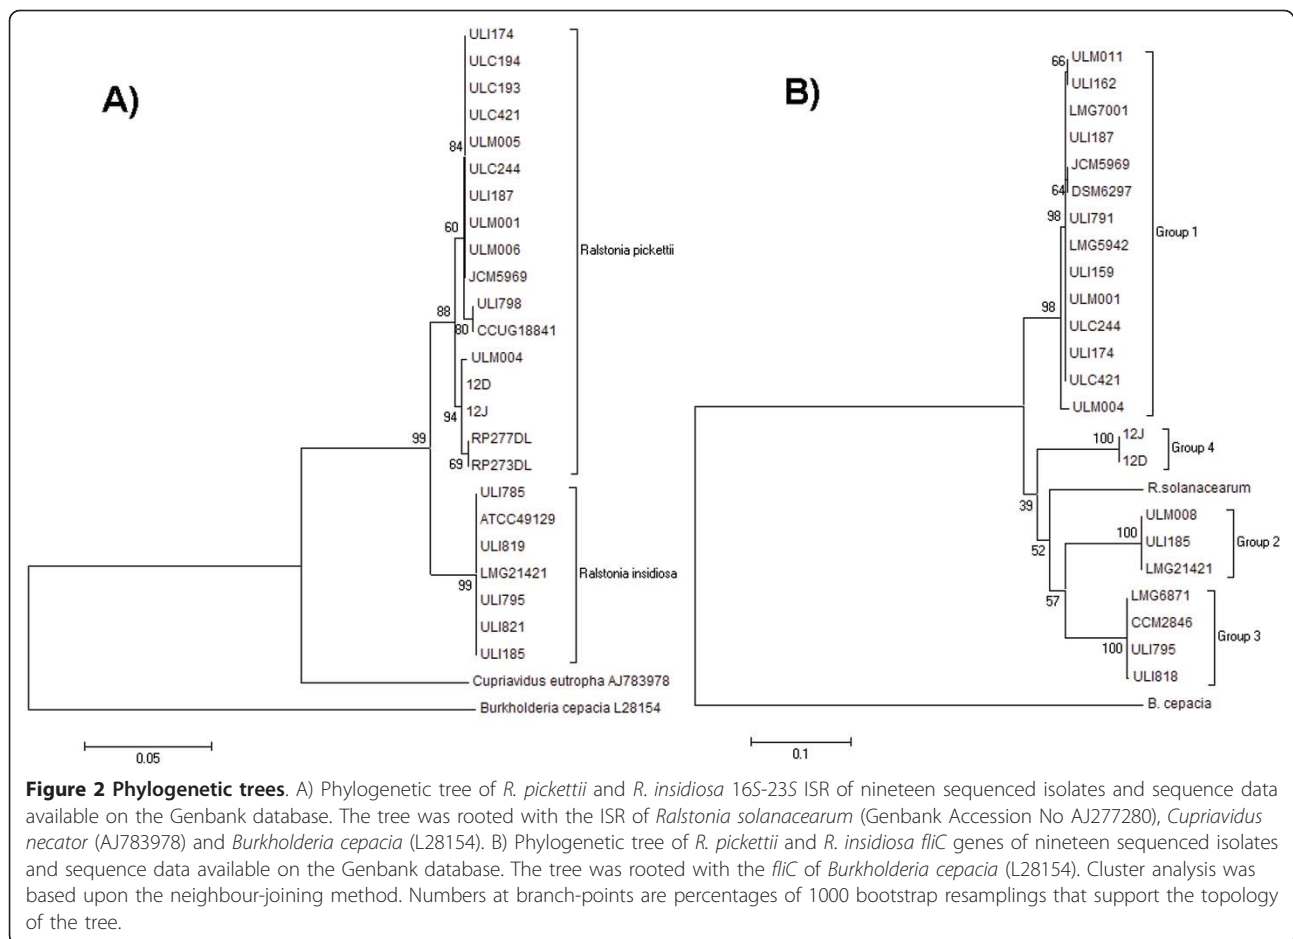 A)
ULI174
ULC194
ULC193
ULC421
84 ULM005
ULC244
ULI187
60 ULM001
ULM006
Ralstonia pickettii
JCM5969
88 ULI798
80 CCUG18841
ULM004
12D
94 12J
99 RP277DL
69 RP273DL
ULI785
ATCC49129
ULI819
LMG21421
Ralstonia insidiosa
99 ULI795
ULI821
ULI185
Cupriavidus eutropha AJ783978
Burkholderia cepacia L28154
0.05
B)
66 ULM011
ULI162
LMG7001
ULI187
JCM5969
64 DSM6297
98 ULI791
Group 1
LMG5942
ULI159
98 ULM001
ULC244
ULI174
ULC421
ULM004
100 12J
Group 4
12D
39 R.solanacearum
ULM008
100 ULI185
Group 2
52 LMG21421
57 LMG6871
CCM2846
Group 3
100 ULI795
ULI818
B. cepacia
0.1
Figure 2 Phylogenetic trees. A) Phylogenetic tree of R. pickettii and R. insidiosa 16S-23S ISR of nineteen sequenced isolates and sequence data
available on the Genbank database. The tree was rooted with the ISR of Ralstonia solanacearum (Genbank Accession No AJ277280), Cupriavidus
necator (AJ783978) and Burkholderia cepacia (L28154). B) Phylogenetic tree of R. pickettii and R. insidiosa fliC genes of nineteen sequenced isolates
and sequence data available on the Genbank database. The tree was rooted with the fliC of Burkholderia cepacia (L28154). Cluster analysis was
based upon the neighbour-joining method. Numbers at branch-points are percentages of 1000 bootstrap resamplings that support the topology
of the tree.